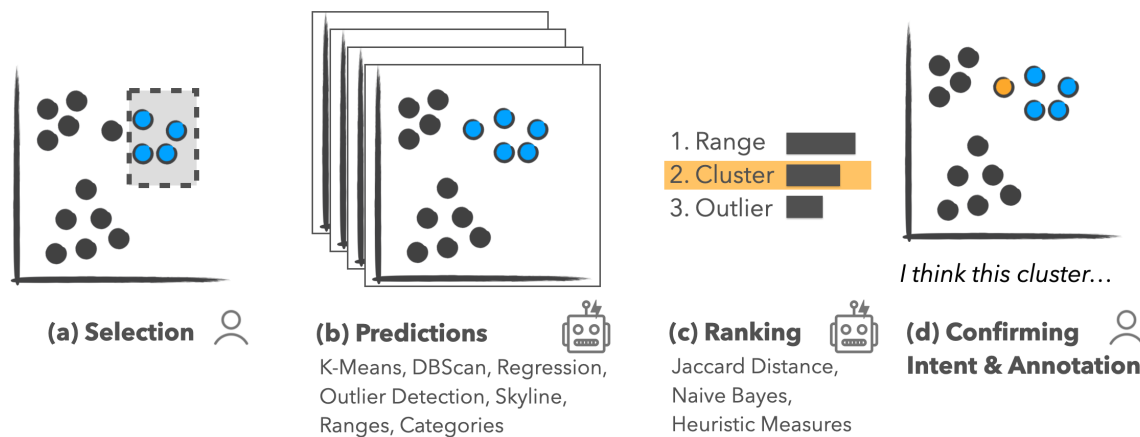 1. Range
2. Cluster
3. Outlier
I think this cluster...
(a) Selection
(b) Predictions
K-Means, DBScan, Regression,
Outlier Detection, Skyline,
Ranges, Categories
(c) Ranking
Jaccard Distance,
Naive Bayes,
Heuristic Measures
(d) Confirming
Intent & Annotation